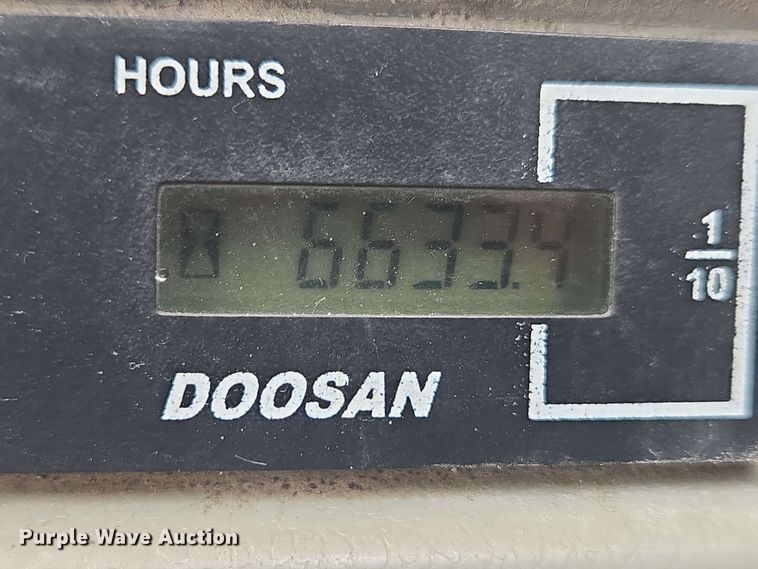 HOURS
6633.4
1
10
DOOSAN
Purple Wave Auction